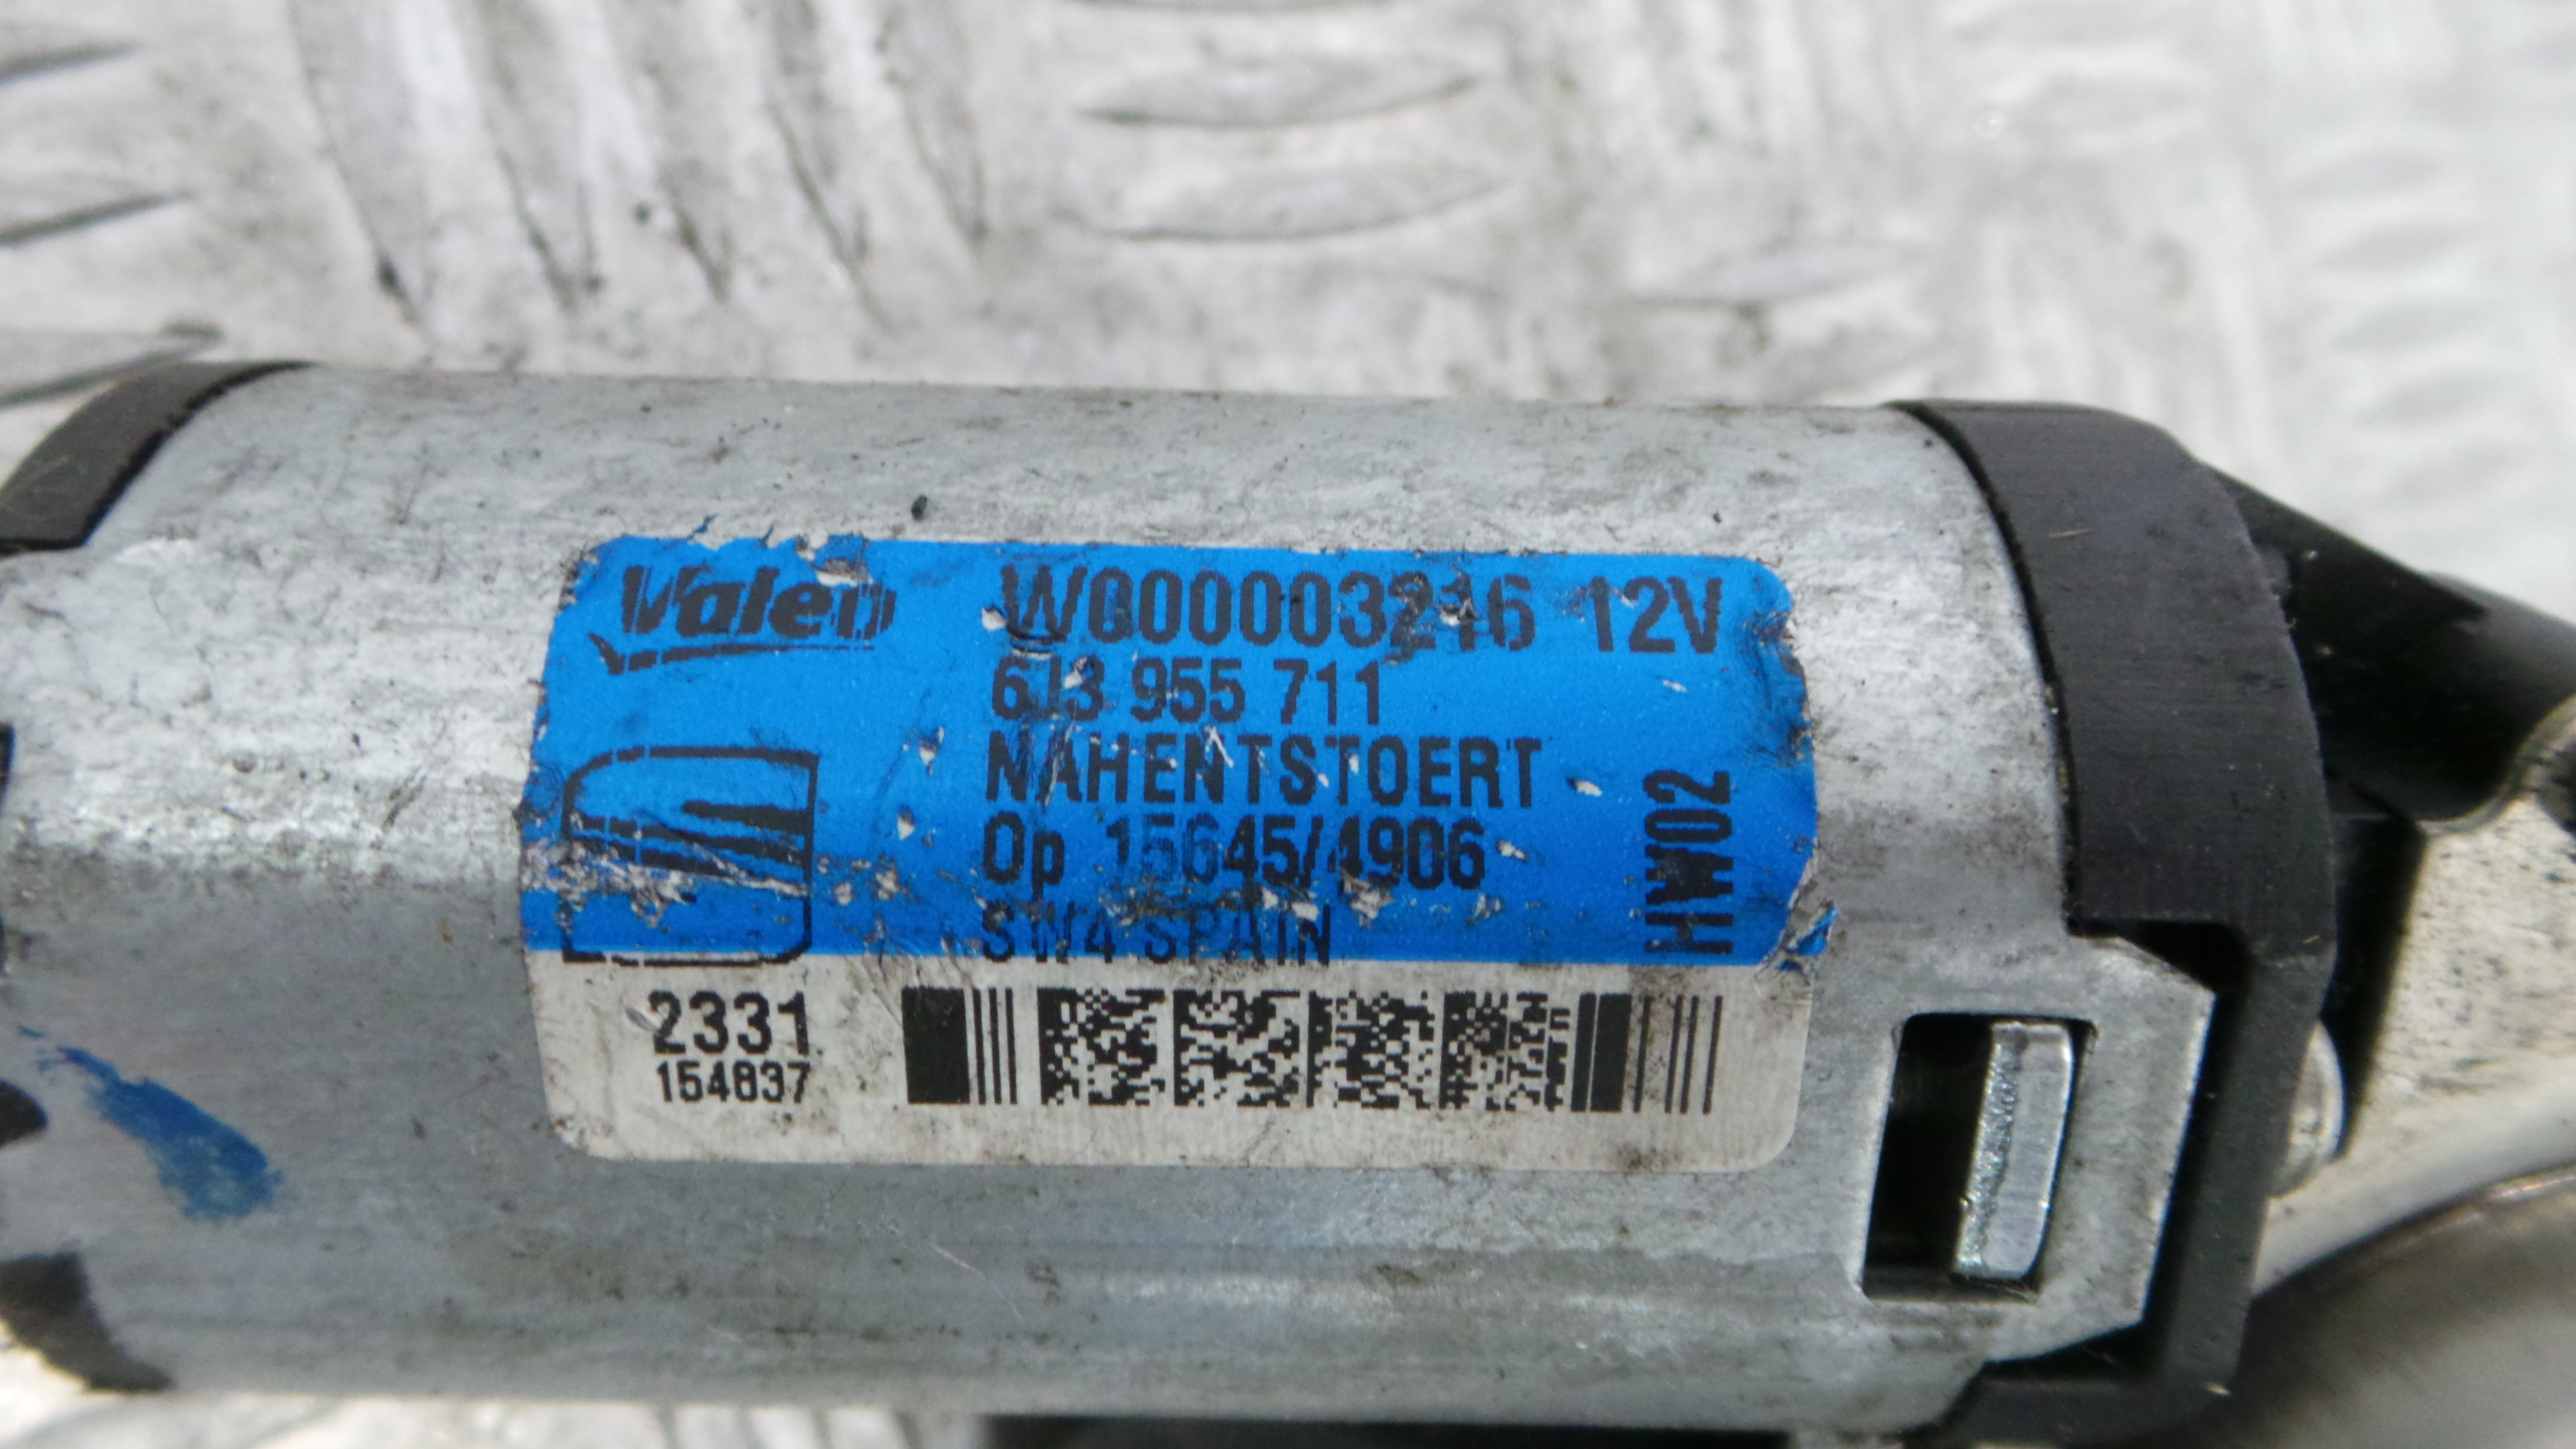 Valeo W000003216 12V
6J3 955 711
NAHENTSTOERT
Op 15645/4906
SW4 SPAIN
HW02
2331
154837